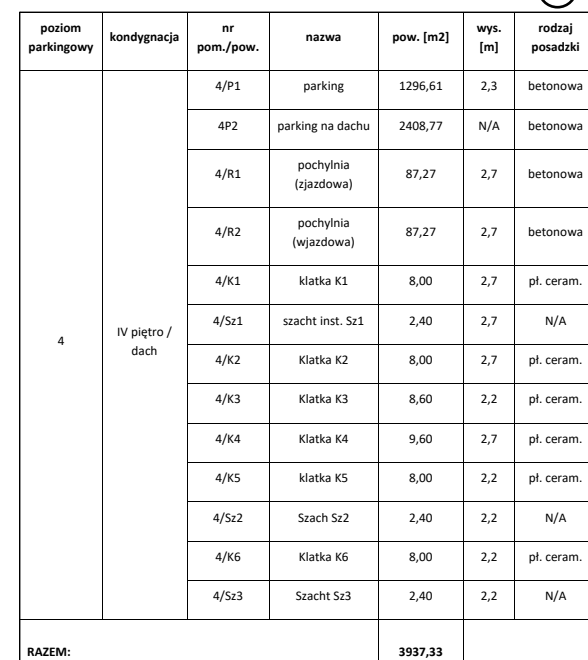 poziom parkingowy kondygnacja nr pom./pow. nazwa pow. [m2] wys. [m] rodzaj posadzki
4 IV piętro / dach
4/P1 parking 1296,61 2,3 betonowa
4P2 parking na dachu 2408,77 N/A betonowa
4/R1 pochylnia (zjazdowa) 87,27 2,7 betonowa
4/R2 pochylnia (wjazdowa) 87,27 2,7 betonowa
4/K1 klatka K1 8,00 2,7 pł. ceram.
4/Sz1 szacht inst. Sz1 2,40 2,7 N/A
4/K2 Klatka K2 8,00 2,7 pł. ceram.
4/K3 Klatka K3 8,60 2,2 pł. ceram.
4/K4 Klatka K4 9,60 2,7 pł. ceram.
4/K5 klatka K5 8,00 2,2 pł. ceram.
4/Sz2 Szach Sz2 2,40 2,2 N/A
4/K6 Klatka K6 8,00 2,2 pł. ceram.
4/Sz3 Szacht Sz3 2,40 2,2 N/A
RAZEM: 3937,33